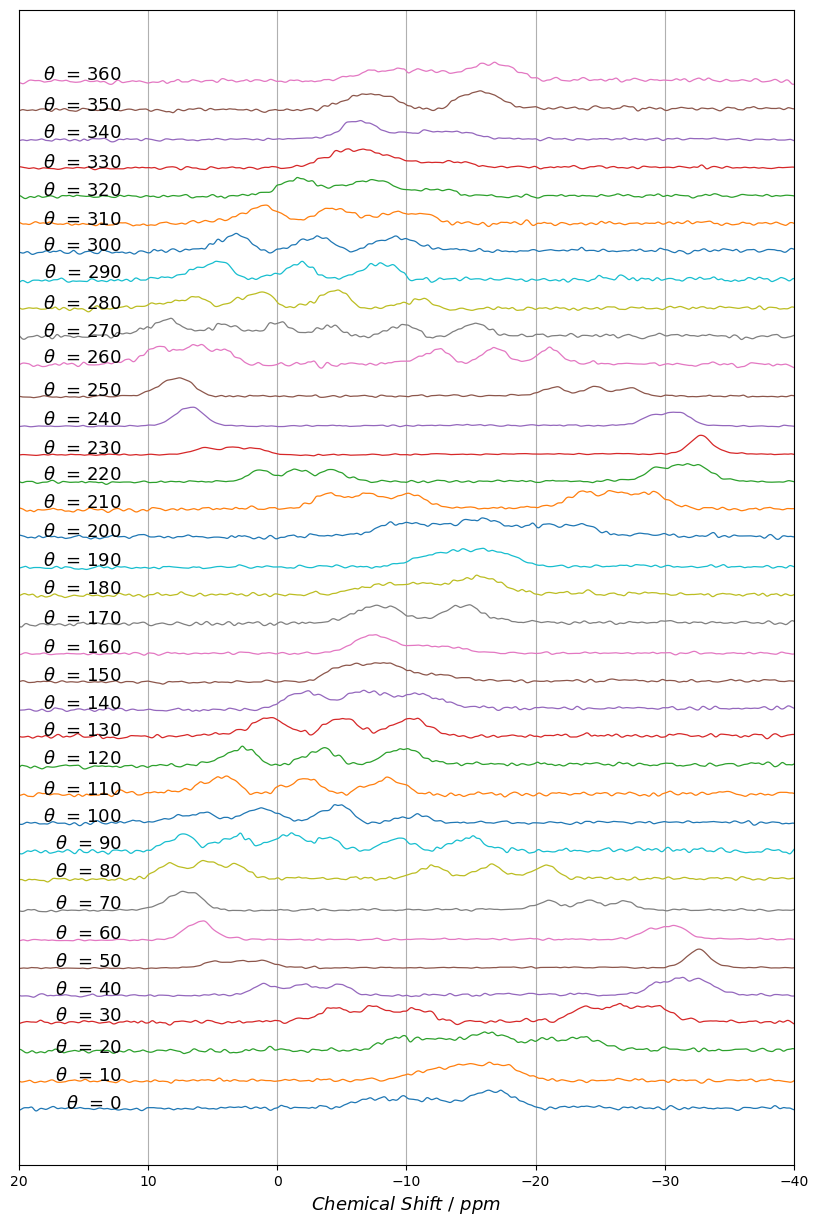 θ = 360
θ = 350
θ = 340
θ = 330
θ = 320
θ = 310
θ = 300
θ = 290
θ = 280
θ = 270
θ = 260
θ = 250
θ = 240
θ = 230
θ = 220
θ = 210
θ = 200
θ = 190
θ = 180
θ = 170
θ = 160
θ = 150
θ = 140
θ = 130
θ = 120
θ = 110
θ = 100
θ = 90
θ = 80
θ = 70
θ = 60
θ = 50
θ = 40
θ = 30
θ = 20
θ = 10
θ = 0
20 10 0 −10 −20 −30 −40
Chemical Shift / ppm